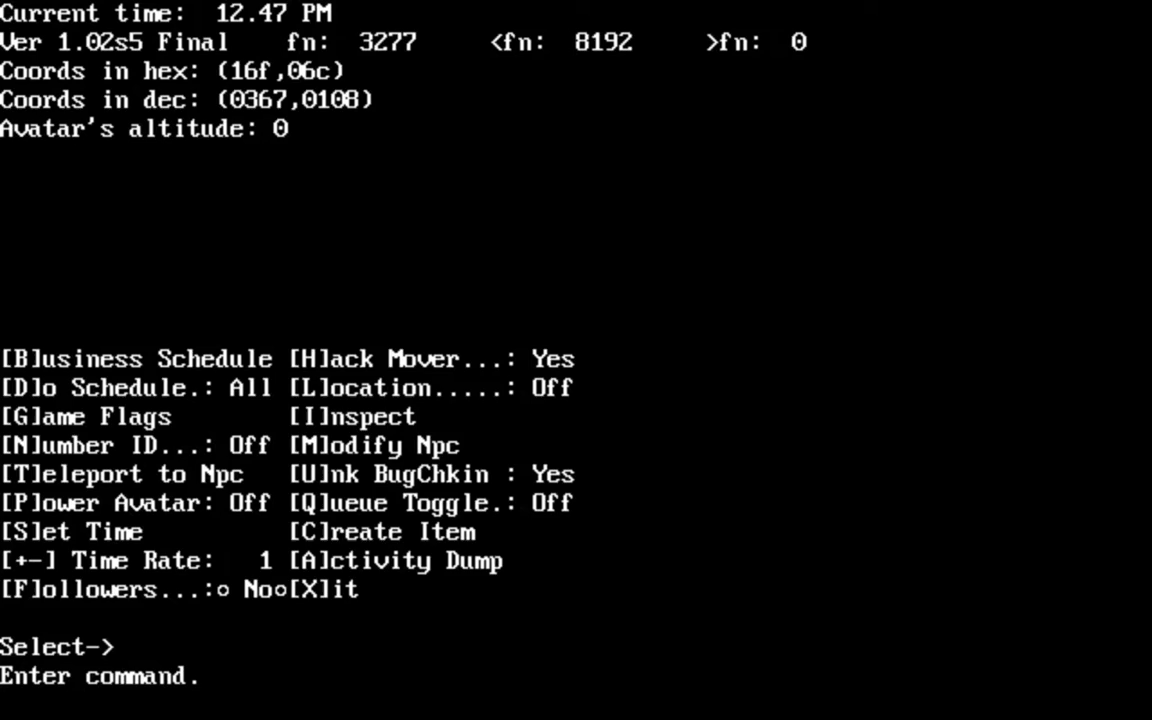 Current time:  12.47 PM
Ver 1.02s5 Final    fn:  3277     <fn:  8192     >fn:  0
Coords in hex: (16f,06c)
Coords in dec: (0367,0108)
Avatar's altitude: 0
[B]usiness Schedule [H]ack Mover...: Yes
[D]o Schedule.: All [L]ocation.....: Off
[G]ame Flags        [I]nspect
[N]umber ID...: Off [M]odify Npc
[T]eleport to Npc   [U]nk BugChkin : Yes
[P]ower Avatar: Off [Q]ueue Toggle.: Off
[S]et Time          [C]reate Item
[+-] Time Rate:   1 [A]ctivity Dump
[F]ollowers...:○ No○[X]it
Select->
Enter command.